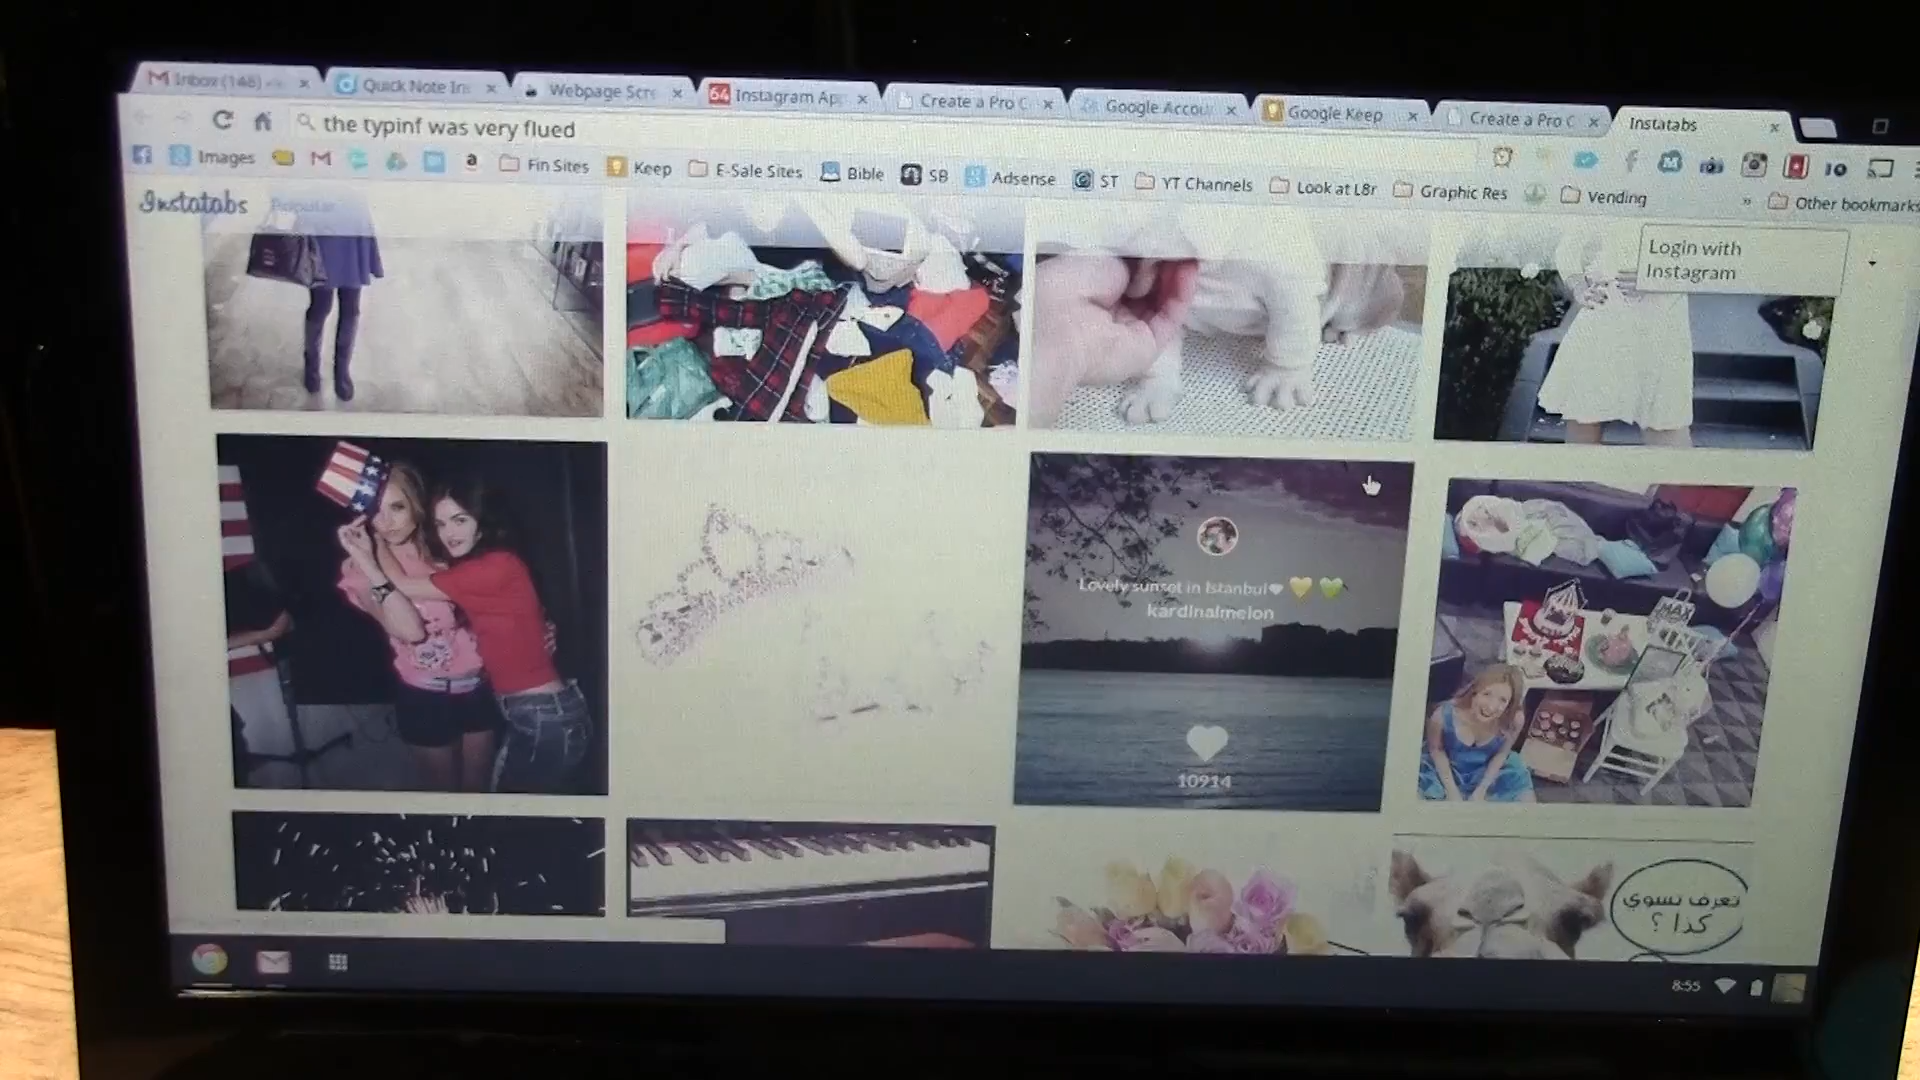 Inbox (148)
Quick Note In
Webpage Scre
64 Instagram Ap
Create a Pro C
Google Accou
Google Keep
Create a Pro C
Instatabs
the typinf was very flued
Images
a
Fin Sites
Keep
E-Sale Sites
Bible
SB
Adsense
ST
YT Channels
Look at L8r
Graphic Res
Vending
» Other bookmarks
Instatabs Popular
Login with
Instagram
Lovely sunset in Istanbul
kardinalmelon
10914
MAX
تعرف تسوي
كذا ؟
8:55